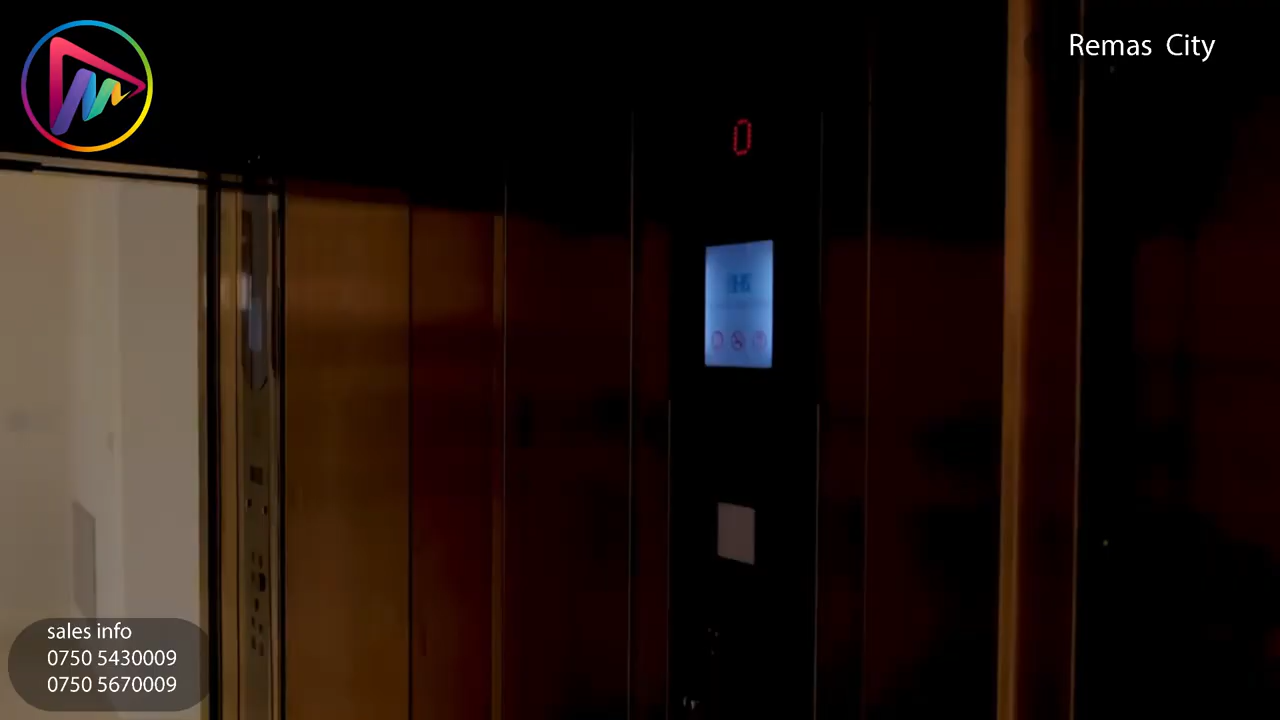 Remas City
0
sales info
0750 5430009
0750 5670009